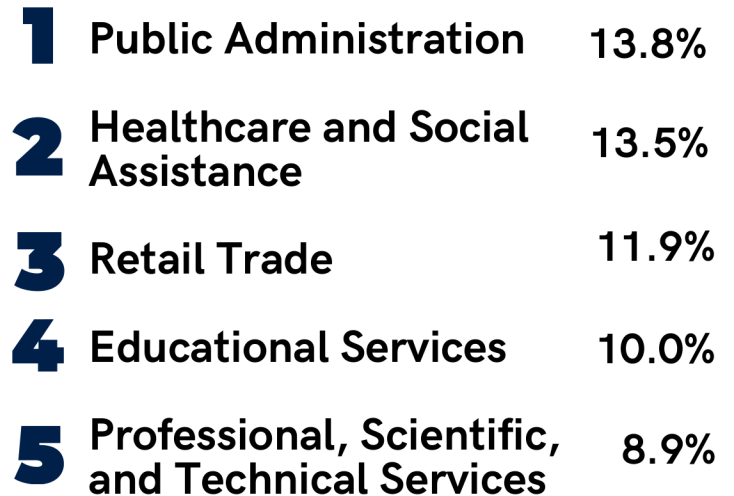 1 Public Administration 13.8%
2 Healthcare and Social
Assistance 13.5%
3 Retail Trade 11.9%
4 Educational Services 10.0%
5 Professional, Scientific,
and Technical Services 8.9%